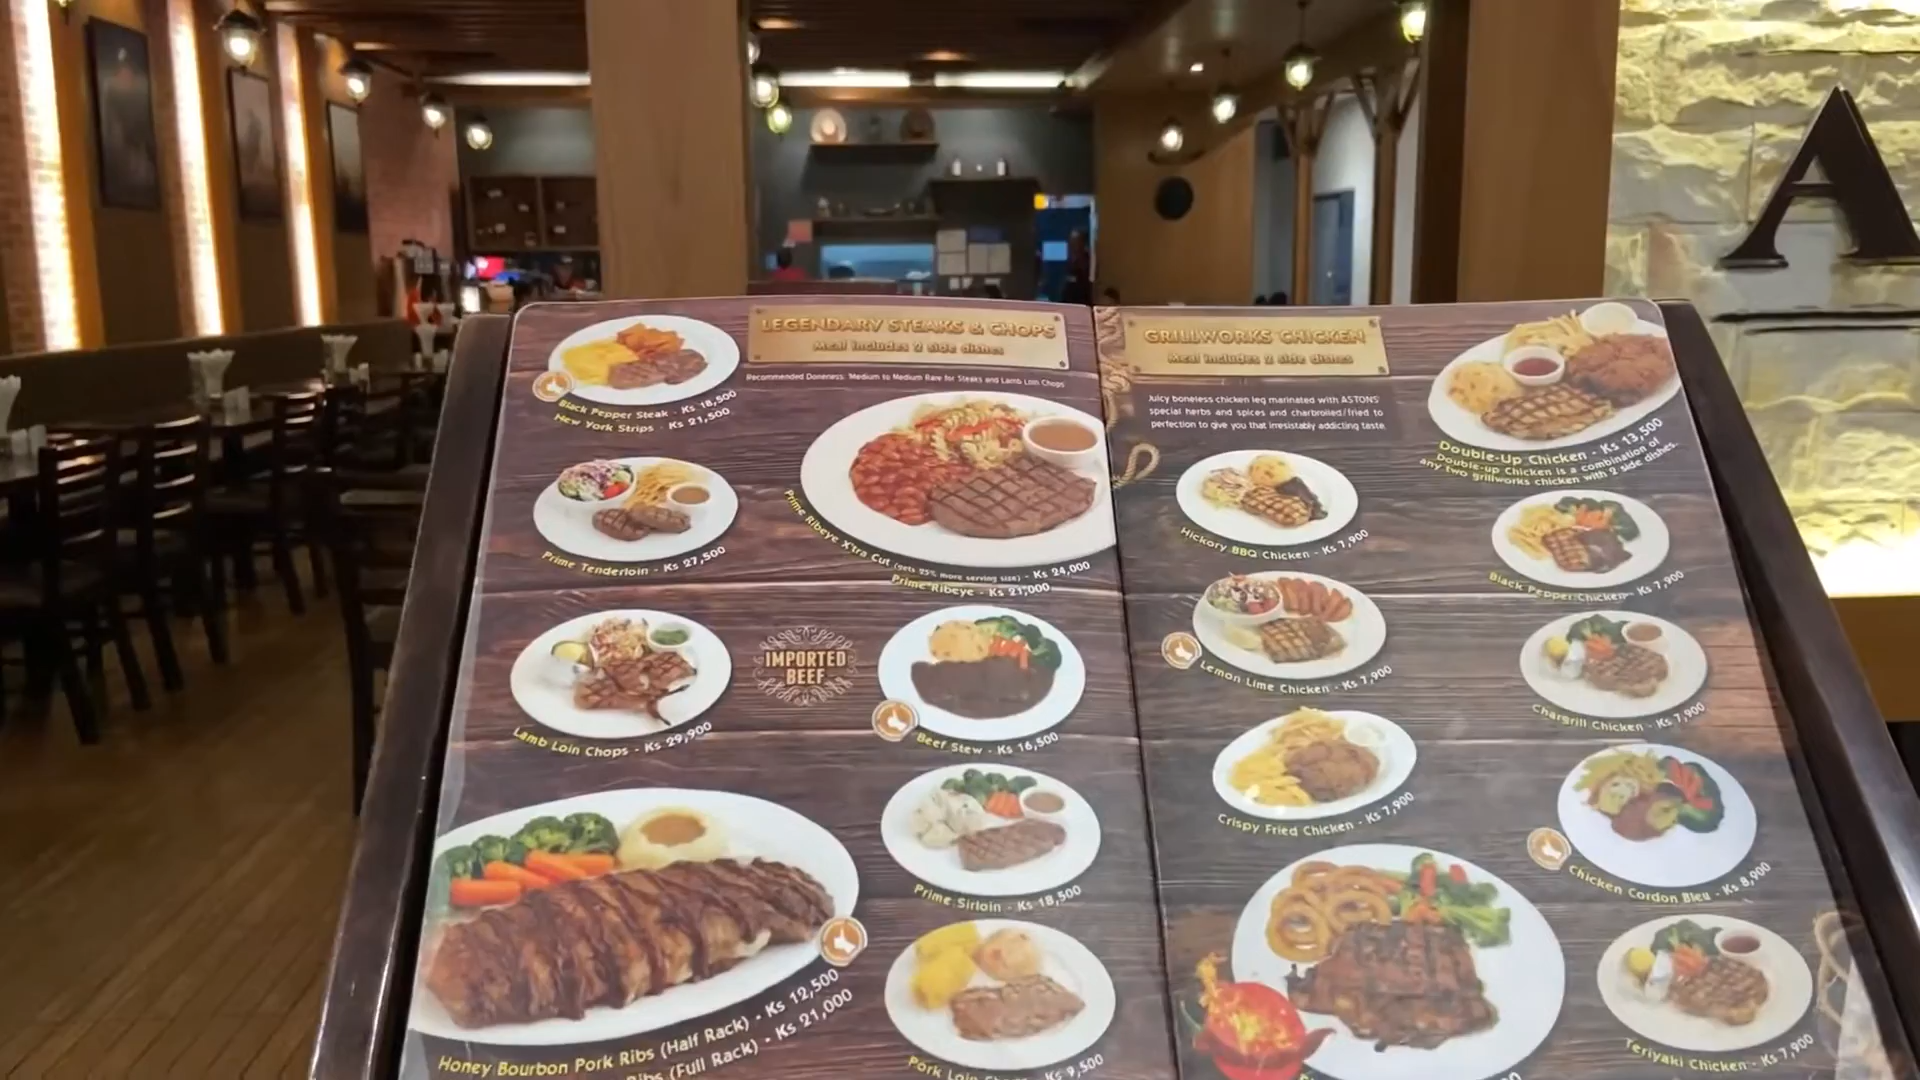 A
LEGENDARY STEAKS & CHOPS
Meal includes 2 side dishes
Recommended Doneness: Medium to Medium Rare for Steaks and Lamb Loin Chops
Black Pepper Steak - Ks 18,500
New York Strips - Ks 21,500
Prime Tenderloin - Ks 27,500
Prime Ribeye X'tra Cut (gets 25% more serving size) - Ks 24,000
Prime Ribeye - Ks 21,000
Lamb Loin Chops - Ks 29,900
IMPORTED
BEEF
Beef Stew - Ks 16,500
Prime Sirloin - Ks 18,500
Honey Bourbon Pork Ribs (Half Rack) - Ks 12,500
Ribs (Full Rack) - Ks 21,000
Pork Loin Ks 9,500
GRILLWORKS CHICKEN
Meal includes 2 side dishes
Juicy boneless chicken leg marinated with ASTONS'
special herbs and spices and charbroiled/fried to
perfection to give you that irresistably addicting taste.
Double-Up Chicken - Ks 13,500
Double-up Chicken is a combination of
any two grillworks chicken with 2 side dishes.
Hickory BBQ Chicken - Ks 7,900
Black Pepper Chicken - Ks 7,900
Lemon Lime Chicken - Ks 7,900
Chargrill Chicken - Ks 7,900
Crispy Fried Chicken - Ks 7,900
Chicken Cordon Bleu - Ks 8,900
Teriyaki Chicken - Ks 7,900